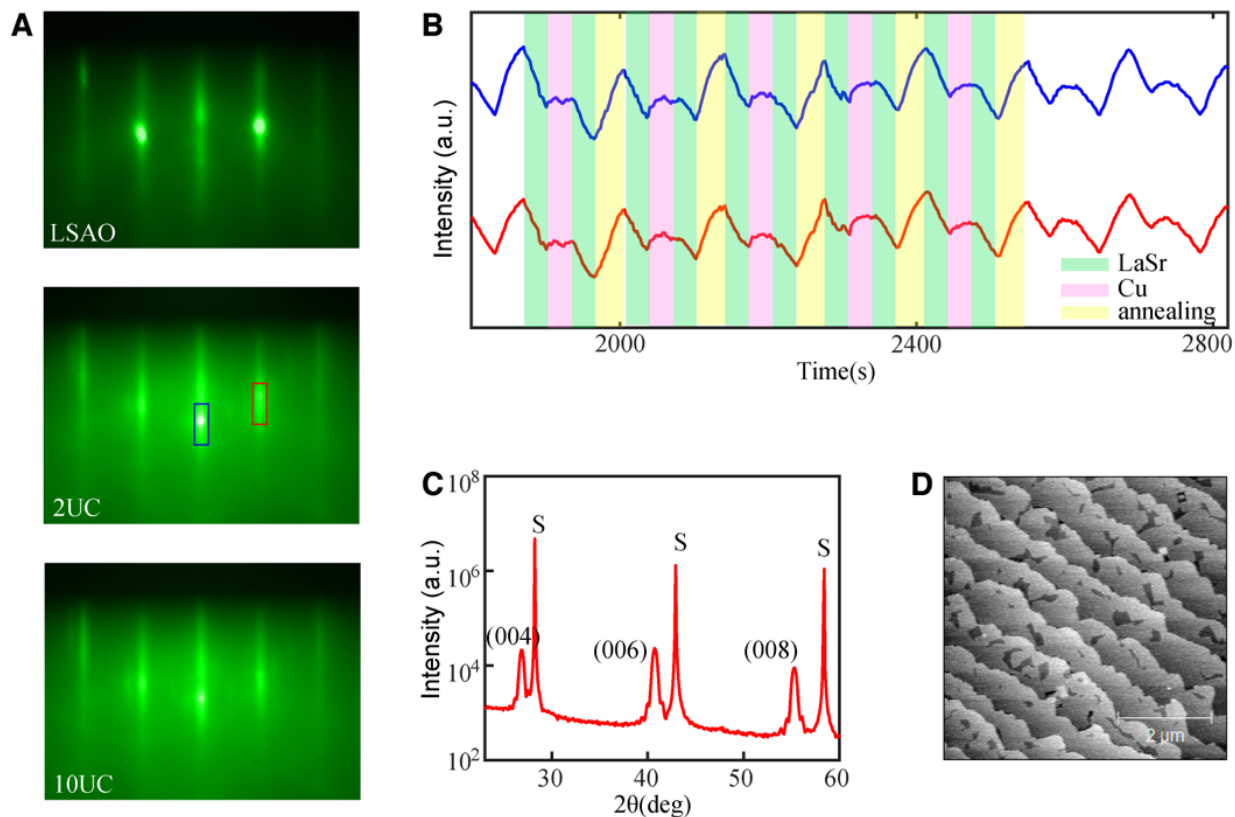 A
LSAO
2UC
10UC
B
Intensity (a.u.)
LaSr
Cu
annealing
2000
2400
2800
Time(s)
C
10^8
10^6
10^4
10^2
Intensity (a.u.)
S
S
S
(004)
(006)
(008)
30
40
50
60
2θ(deg)
D
2 µm